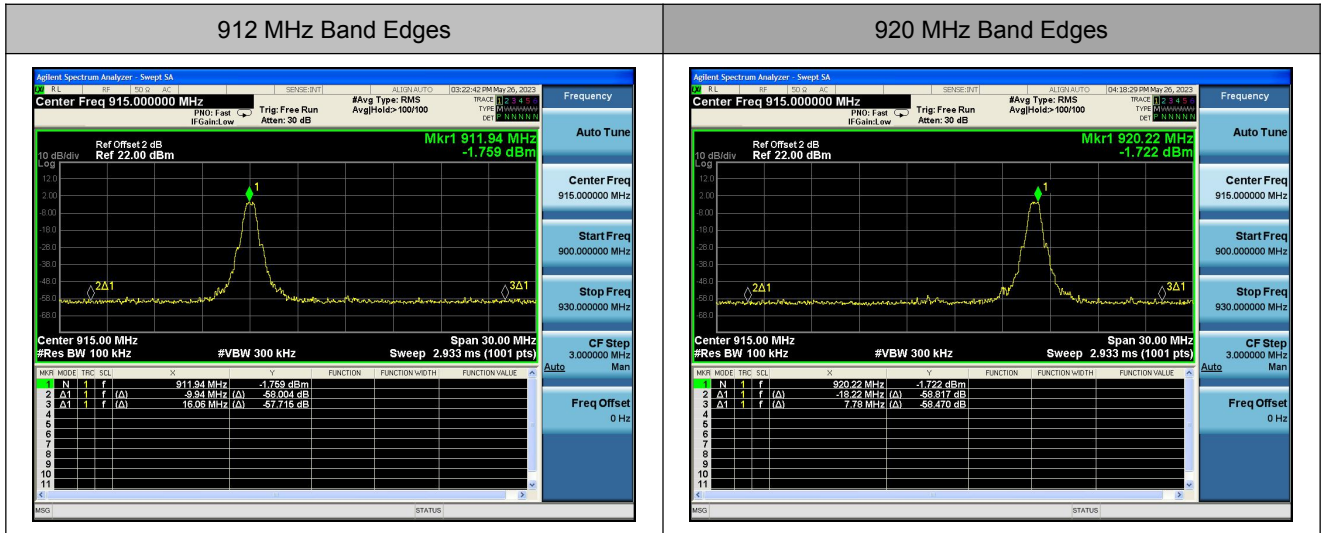 912 MHz Band Edges
920 MHz Band Edges
Agilent Spectrum Analyzer - Swept SA
LXI RL RF 50 Ω AC SENSE:INT ALIGNAUTO 03:22:42 PM May 26, 2023
Center Freq 915.000000 MHz
PNO: Fast
IFGain:Low
Trig: Free Run
Atten: 30 dB
#Avg Type: RMS
Avg|Hold:>100/100
TRACE 1 2 3 4 5 6
TYPE
DET P N N N N N
Mkr1 911.94 MHz
-1.759 dBm
Ref Offset 2 dB
10 dB/div Ref 22.00 dBm
Log
12.0
2.00
-8.00
-18.0
-28.0
-38.0
-48.0
-58.0
-68.0
1
2Δ1
3Δ1
Center 915.00 MHz Span 30.00 MHz
#Res BW 100 kHz #VBW 300 kHz Sweep 2.933 ms (1001 pts)
MKR MODE TRC SCL X Y FUNCTION FUNCTION WIDTH FUNCTION VALUE
1 N 1 f 911.94 MHz -1.759 dBm
2 Δ1 1 f (Δ) -9.94 MHz (Δ) -58.004 dB
3 Δ1 1 f (Δ) 16.06 MHz (Δ) -57.715 dB
4
5
6
7
8
9
10
11
MSG STATUS
Frequency
Auto Tune
Center Freq
915.000000 MHz
Start Freq
900.000000 MHz
Stop Freq
930.000000 MHz
CF Step
3.000000 MHz
Auto Man
Freq Offset
0 Hz
Agilent Spectrum Analyzer - Swept SA
LXI RL RF 50 Ω AC SENSE:INT ALIGNAUTO 04:18:29 PM May 26, 2023
Center Freq 915.000000 MHz
PNO: Fast
IFGain:Low
Trig: Free Run
Atten: 30 dB
#Avg Type: RMS
Avg|Hold:>100/100
TRACE 1 2 3 4 5 6
TYPE
DET P N N N N N
Mkr1 920.22 MHz
-1.722 dBm
Ref Offset 2 dB
10 dB/div Ref 22.00 dBm
Log
12.0
2.00
-8.00
-18.0
-28.0
-38.0
-48.0
-58.0
-68.0
1
2Δ1
3Δ1
Center 915.00 MHz Span 30.00 MHz
#Res BW 100 kHz #VBW 300 kHz Sweep 2.933 ms (1001 pts)
MKR MODE TRC SCL X Y FUNCTION FUNCTION WIDTH FUNCTION VALUE
1 N 1 f 920.22 MHz -1.722 dBm
2 Δ1 1 f (Δ) -18.22 MHz (Δ) -58.817 dB
3 Δ1 1 f (Δ) 7.78 MHz (Δ) -58.470 dB
4
5
6
7
8
9
10
11
MSG STATUS
Frequency
Auto Tune
Center Freq
915.000000 MHz
Start Freq
900.000000 MHz
Stop Freq
930.000000 MHz
CF Step
3.000000 MHz
Auto Man
Freq Offset
0 Hz